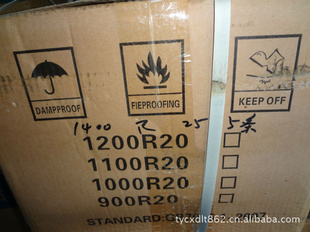 DAMPPROOF
FIEPROOFING
KEEP OFF
1400 R 25 5条
1200R20
1100R20
1000R20
900R20
STANDARD:
tycxdlt862.cn.alibaba.com